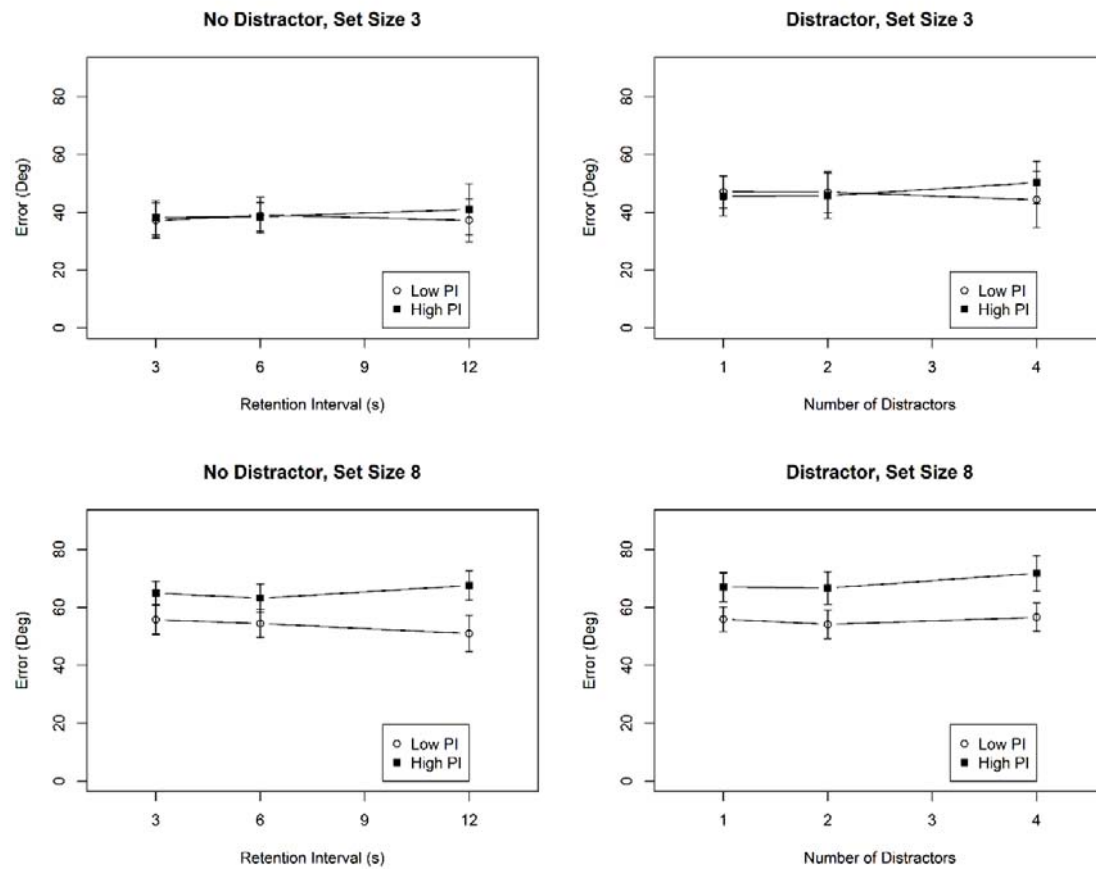 No Distractor, Set Size 3
Error (Deg)
80
60
40
20
0
Low PI
High PI
3 6 9 12
Retention Interval (s)
Distractor, Set Size 3
Error (Deg)
80
60
40
20
0
Low PI
High PI
1 2 3 4
Number of Distractors
No Distractor, Set Size 8
Error (Deg)
80
60
40
20
0
Low PI
High PI
3 6 9 12
Retention Interval (s)
Distractor, Set Size 8
Error (Deg)
80
60
40
20
0
Low PI
High PI
1 2 3 4
Number of Distractors